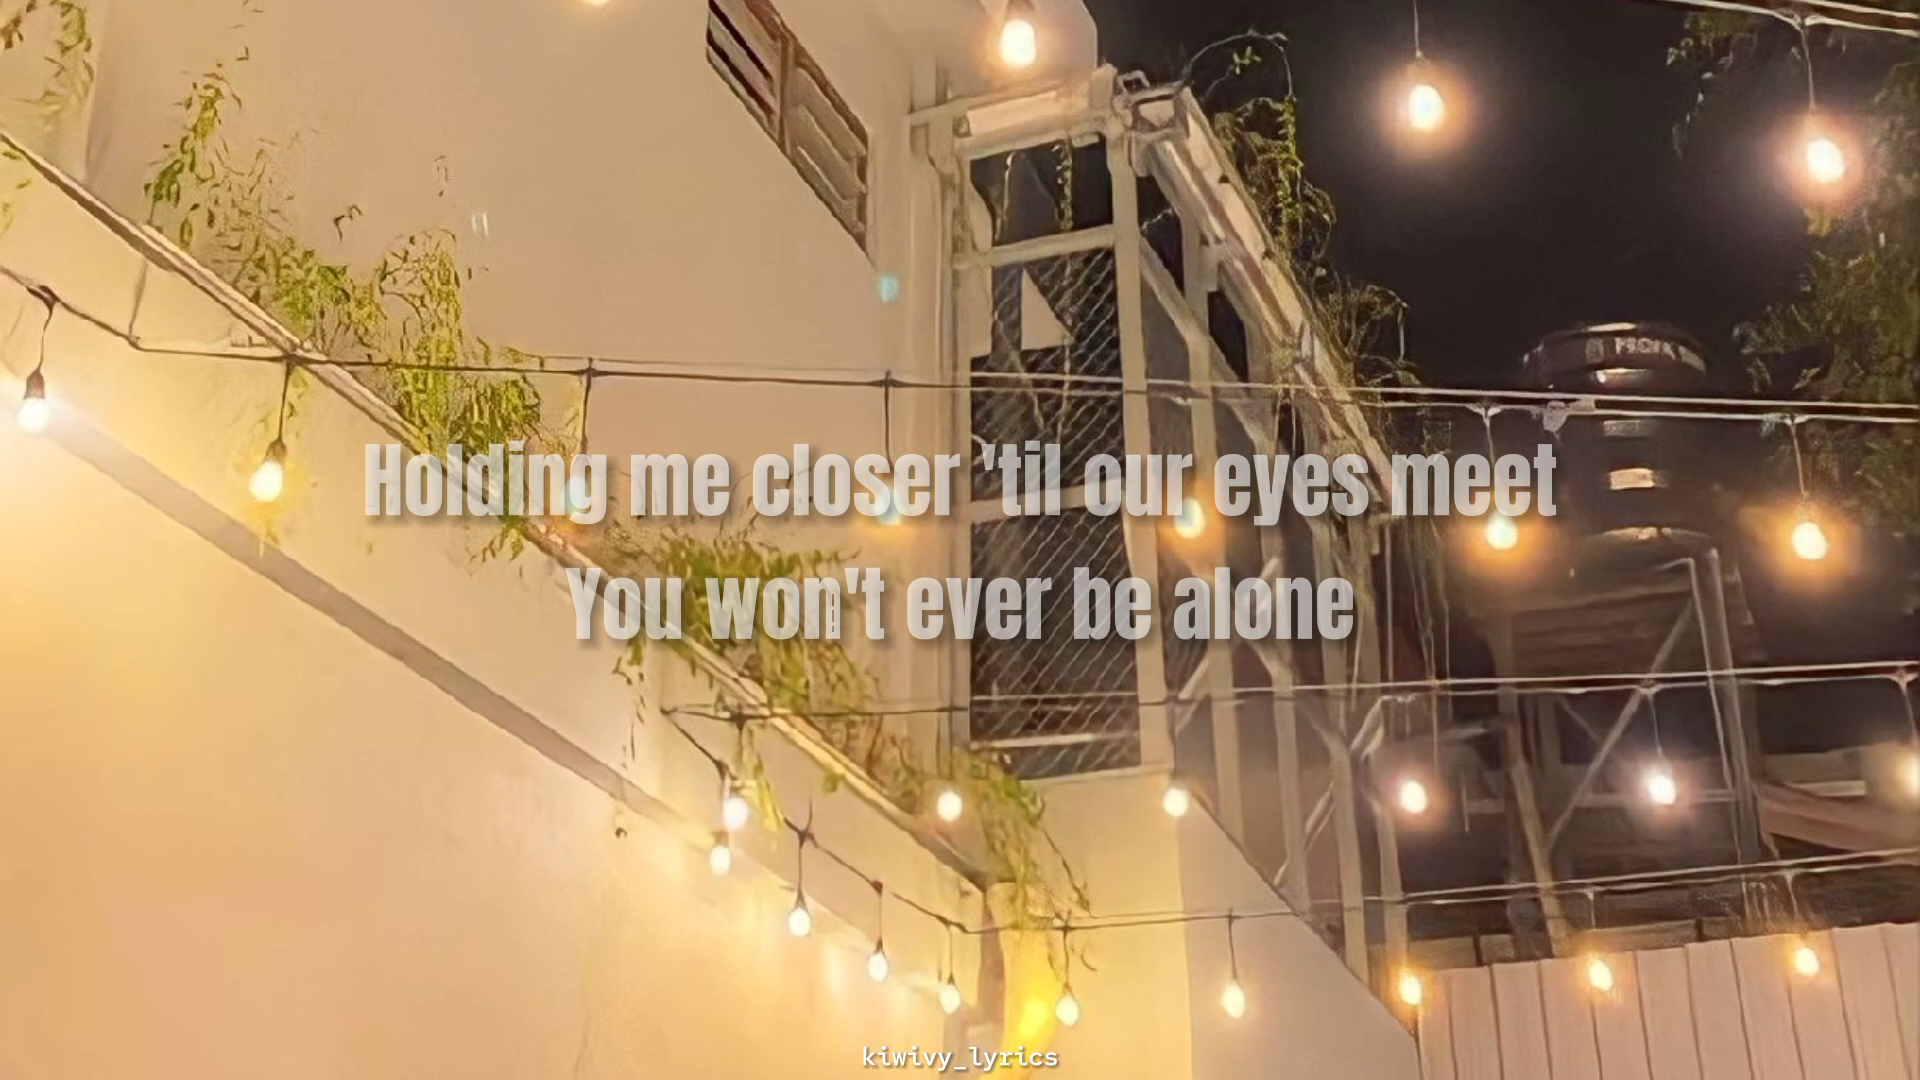 Holding me closer 'til our eyes meet
You won't ever be alone
kiwivy_lyrics